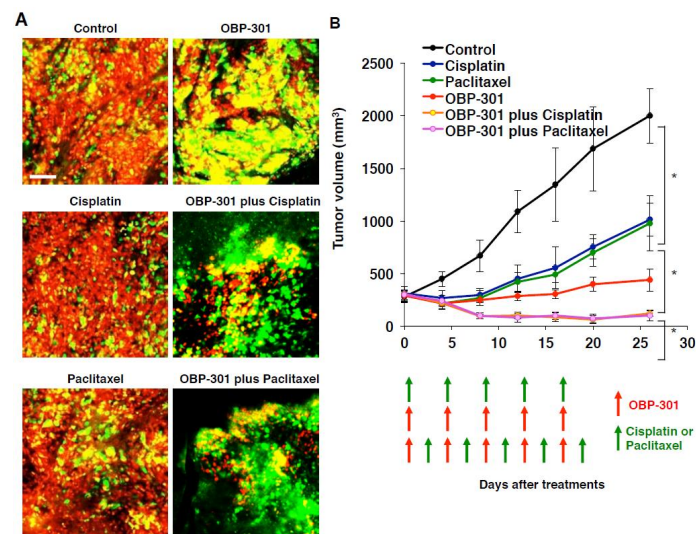 A
Control
OBP-301
Cisplatin
OBP-301 plus Cisplatin
Paclitaxel
OBP-301 plus Paclitaxel
B
Control
Cisplatin
Paclitaxel
OBP-301
OBP-301 plus Cisplatin
OBP-301 plus Paclitaxel
Tumor volume (mm³)
2500
2000
1500
1000
500
0
0 5 10 15 20 25 30
*
*
*
OBP-301
Cisplatin or
Paclitaxel
Days after treatments